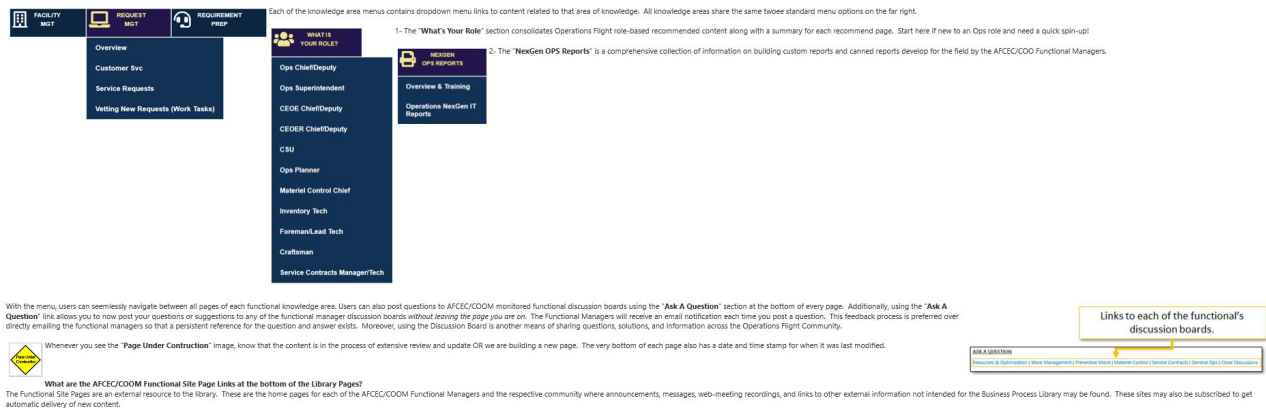 FACILITY
MGT
REQUEST
MGT
REQUIREMENT
PREP
Overview
Customer Svc
Service Requests
Vetting New Requests (Work Tasks)
Each of the knowledge area menus contains dropdown menu links to content related to that area of knowledge. All knowledge areas share the same twoee standard menu options on the far right.
WHAT IS
YOUR ROLE?
Ops Chief/Deputy
Ops Superintendent
CEOE Chief/Deputy
CEOER Chief/Deputy
CSU
Ops Planner
Materiel Control Chief
Inventory Tech
Foreman/Lead Tech
Craftsman
Service Contracts Manager/Tech
1- The "What's Your Role" section consolidates Operations Flight role-based recommended content along with a summary for each recommend page. Start here if new to an Ops role and need a quick spin-up!
NEXGEN
OPS REPORTS
Overview & Training
Operations NexGen IT
Reports
2- The "NexGen OPS Reports" is a comprehensive collection of information on building custom reports and canned reports develop for the field by the AFCEC/COO Functional Managers.
With the menu, users can seemlessly navigate between all pages of each functional knowledge area. Users can also post questions to AFCEC/COOM monitored functional discussion boards using the "Ask A Question" section at the bottom of every page. Additionally, using the "Ask A
Question" link allows you to now post your questions or suggestions to any of the functional manager discussion boards without leaving the page you are on. The Functional Managers will receive an email notification each time you post a question. This feedback process is preferred over
directly emailing the functional managers so that a persistent reference for the question and answer exists. Moreover, using the Discussion Board is another means of sharing questions, solutions, and information across the Operations Flight Community.
Links to each of the functional's
discussion boards.
ASK A QUESTION
Resources & Optimization | Work Management | Preventive Maint | Materiel Control | Service Contracts | General Ops | Close Discussions
Page Under
Construction
Whenever you see the "Page Under Contruction" image, know that the content is in the process of extensive review and update OR we are building a new page. The very bottom of each page also has a date and time stamp for when it was last modified.
What are the AFCEC/COOM Functional Site Page Links at the bottom of the Library Pages?
The Functional Site Pages are an external resource to the library. These are the home pages for each of the AFCEC/COOM Functional Managers and the respective community where announcements, messages, web-meeting recordings, and links to other external information not intended for the Business Process Library may be found. These sites may also be subscribed to get
automatic delivery of new content.